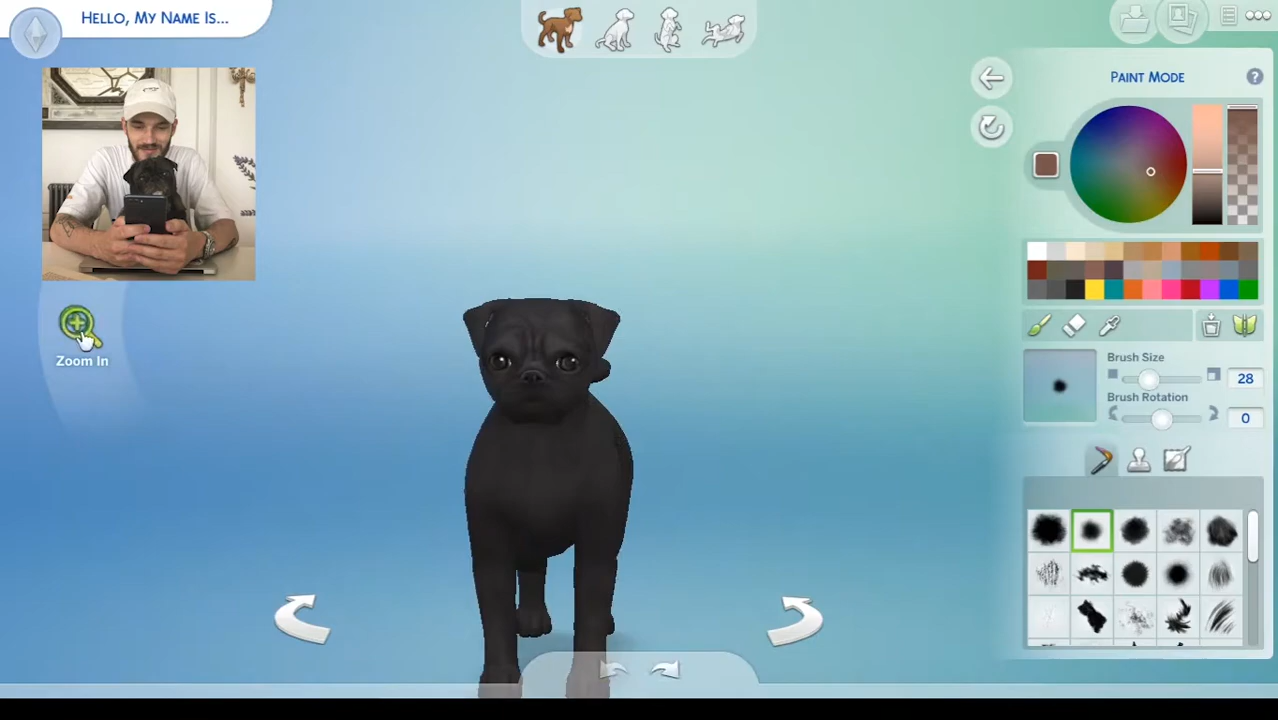 HELLO, MY NAME IS...
PAINT MODE
?
Zoom In
Brush Size
28
Brush Rotation
0